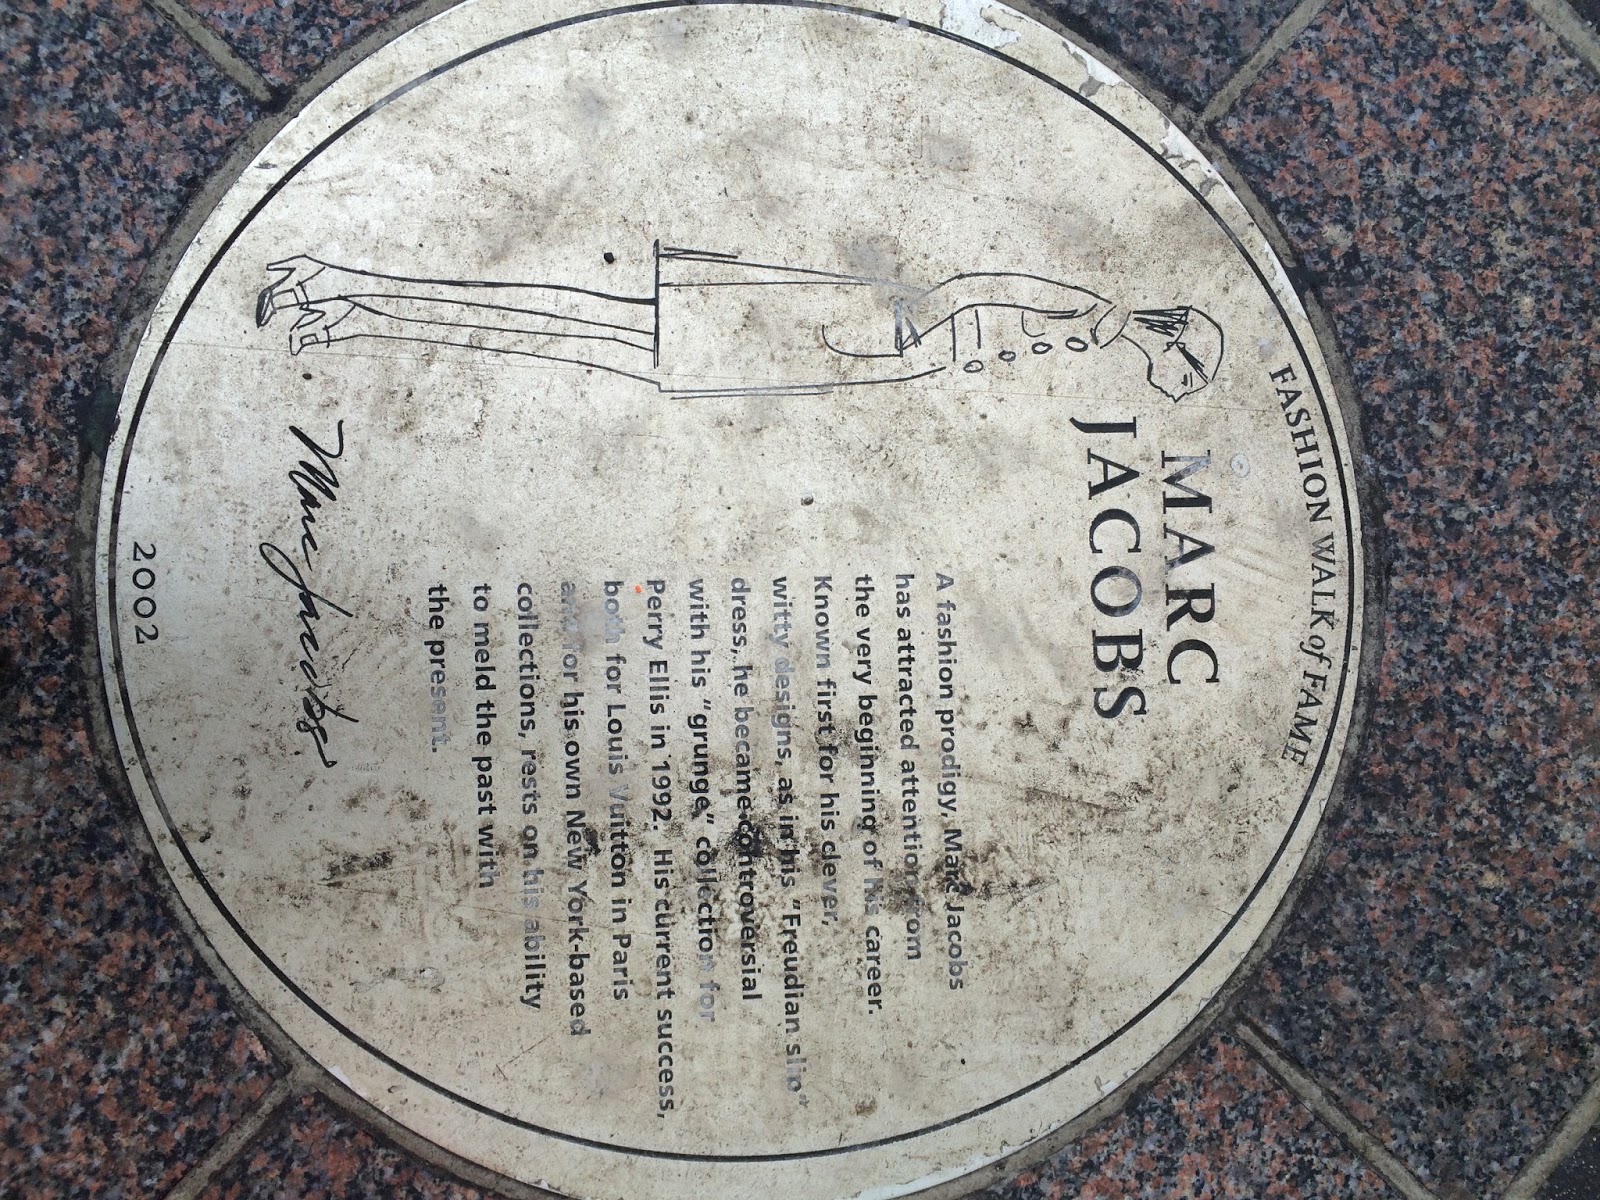 FASHION WALK of FAME
MARC
JACOBS
A fashion prodigy, Marc Jacobs
has attracted attention from
the very beginning of his career.
Known first for his clever,
witty designs, as in his "Freudian slip"
dress, he became controversial
with his "grunge," collection for
Perry Ellis in 1992. His current success,
both for Louis Vuitton in Paris
and for his own New York-based
collections, rests on his ability
to meld the past with
the present.
Marc Jacobs
2002